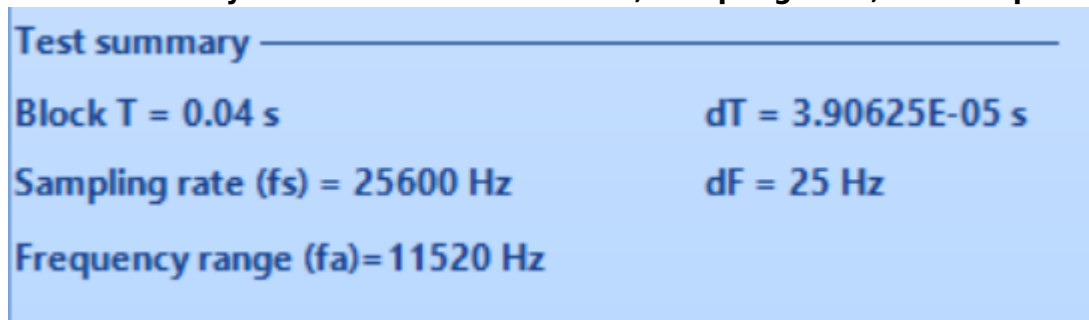 Test summary
Block T = 0.04 s
dT = 3.90625E-05 s
Sampling rate (fs) = 25600 Hz
dF = 25 Hz
Frequency range (fa)=11520 Hz